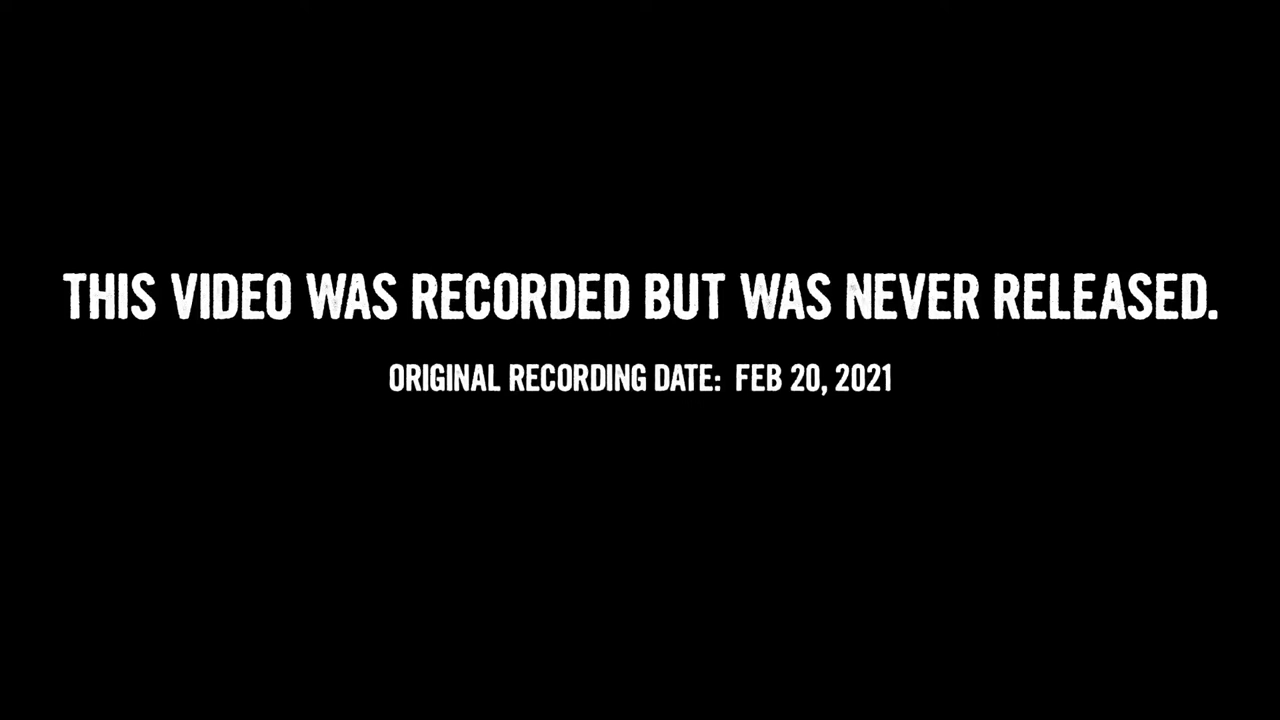 THIS VIDEO WAS RECORDED BUT WAS NEVER RELEASED.
ORIGINAL RECORDING DATE: FEB 20, 2021